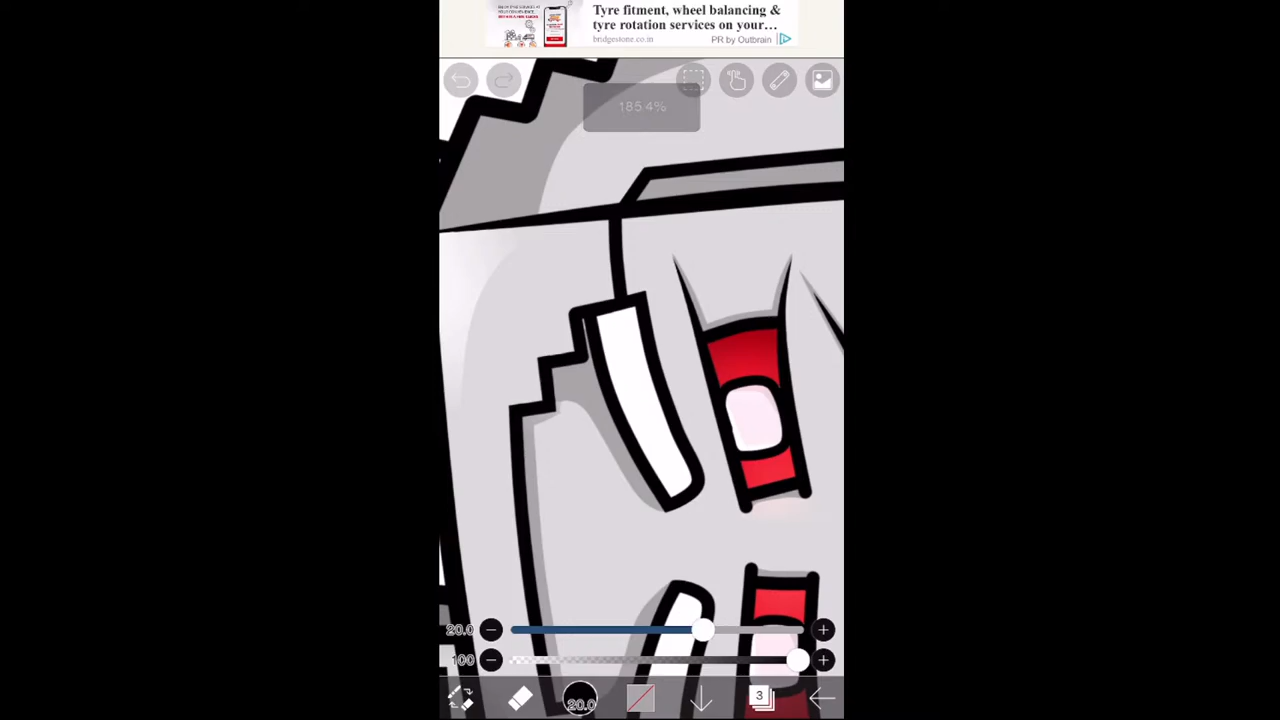 Tyre fitment, wheel balancing &
tyre rotation services on your...
bridgestone.co.in
PR by Outbrain
185.4%
20.0
100
20.0
3